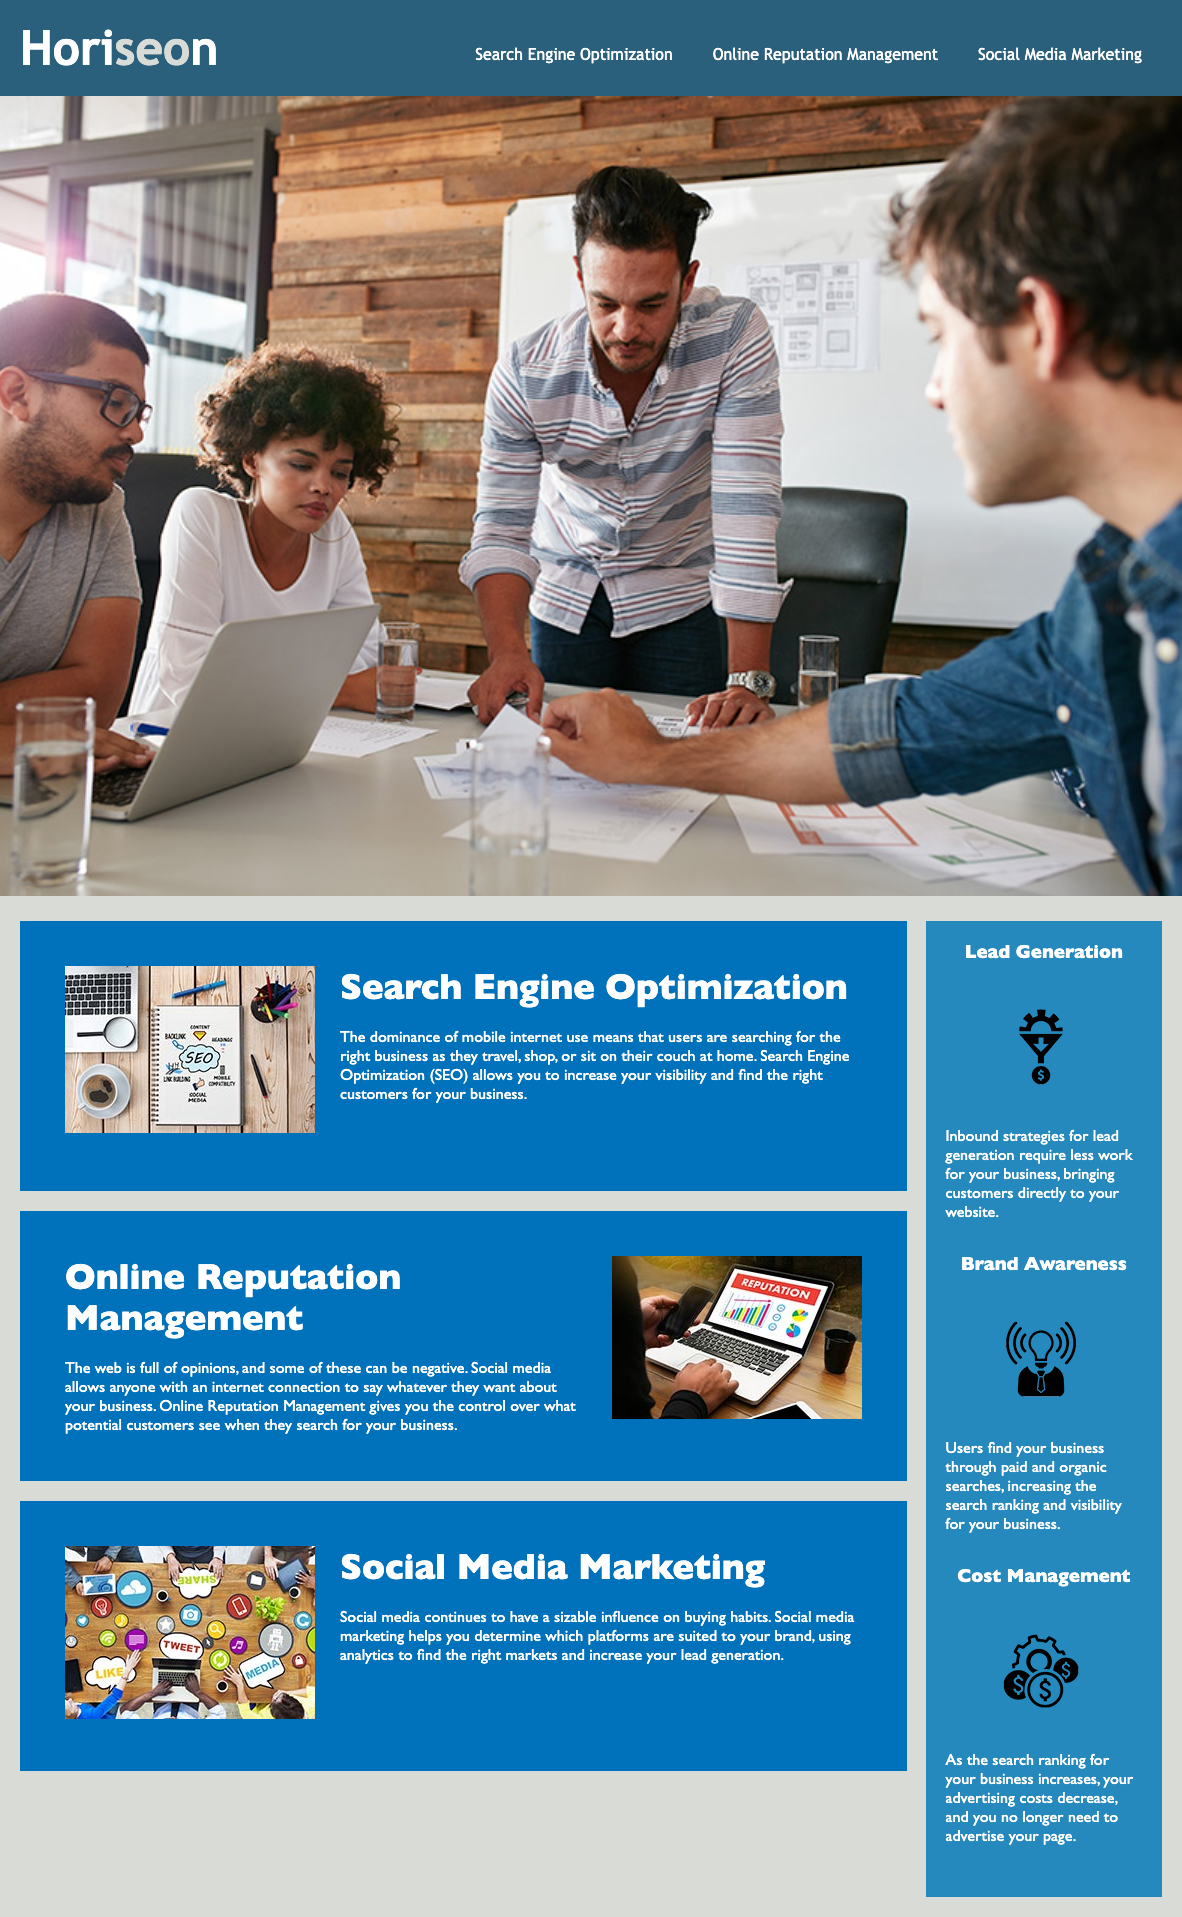 Horiseon
Search Engine Optimization
Online Reputation Management
Social Media Marketing
CONTENT
BACKLINK
HEADINGS
SEO
LINK BUILDING
MOBILE
COMPATIBILITY
SOCIAL
MEDIA
Search Engine Optimization
The dominance of mobile internet use means that users are searching for the
right business as they travel, shop, or sit on their couch at home. Search Engine
Optimization (SEO) allows you to increase your visibility and find the right
customers for your business.
Online Reputation
Management
The web is full of opinions, and some of these can be negative. Social media
allows anyone with an internet connection to say whatever they want about
your business. Online Reputation Management gives you the control over what
potential customers see when they search for your business.
REPUTATION
SHARE
TWEET
LIKE
MEDIA
Social Media Marketing
Social media continues to have a sizable influence on buying habits. Social media
marketing helps you determine which platforms are suited to your brand, using
analytics to find the right markets and increase your lead generation.
Lead Generation
$
Inbound strategies for lead
generation require less work
for your business, bringing
customers directly to your
website.
Brand Awareness
Users find your business
through paid and organic
searches, increasing the
search ranking and visibility
for your business.
Cost Management
$ $ $
As the search ranking for
your business increases, your
advertising costs decrease,
and you no longer need to
advertise your page.